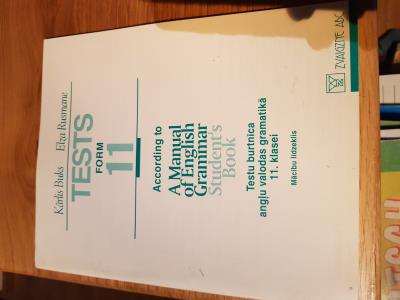 Kārlis Buks Elza Rusmane
TESTS
FORM
11
According to
A Manual
of English
Grammar
Student's
Book
Testu burtnīca
angļu valodas gramatikā
11. klasei
Mācību līdzeklis
ZVAIGZNE ABC